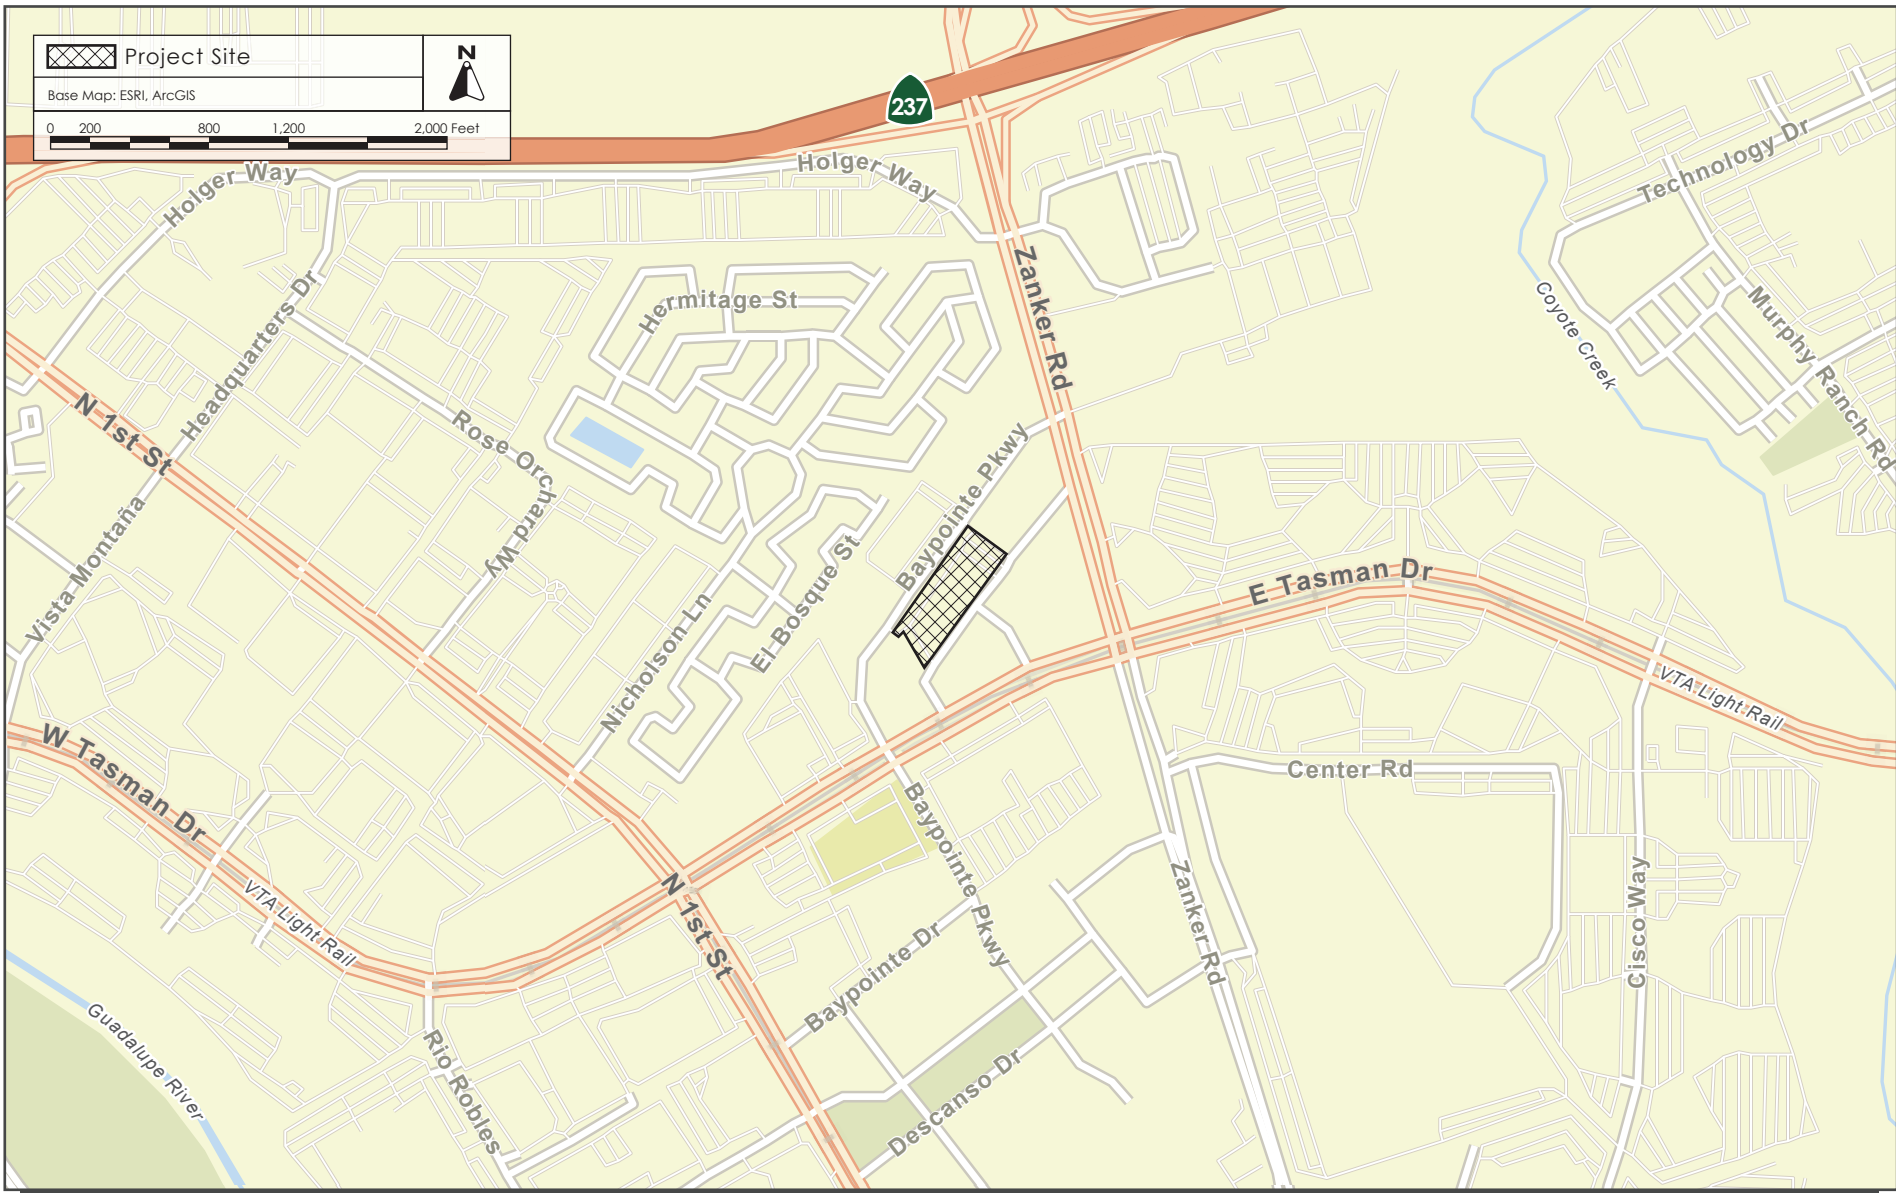 Project Site
N
Base Map: ESRI, ArcGIS
0 200 800 1,200 2,000 Feet
237
Holger Way
Holger Way
Technology Dr
Zanker Rd
Hermitage St
Headquarters Dr
Coyote Creek
Murphy Ranch Rd
N 1st St
Rose Orchard Way
Baypointe Pkwy
Vista Montaña
El Bosque St
E Tasman Dr
Nicholson Ln
VTA Light Rail
W Tasman Dr
Center Rd
Baypointe Pkwy
VTA Light Rail
N 1st St
Zanker Rd
Cisco Way
Baypointe Dr
Guadalupe River
Rio Robles
Descanso Dr